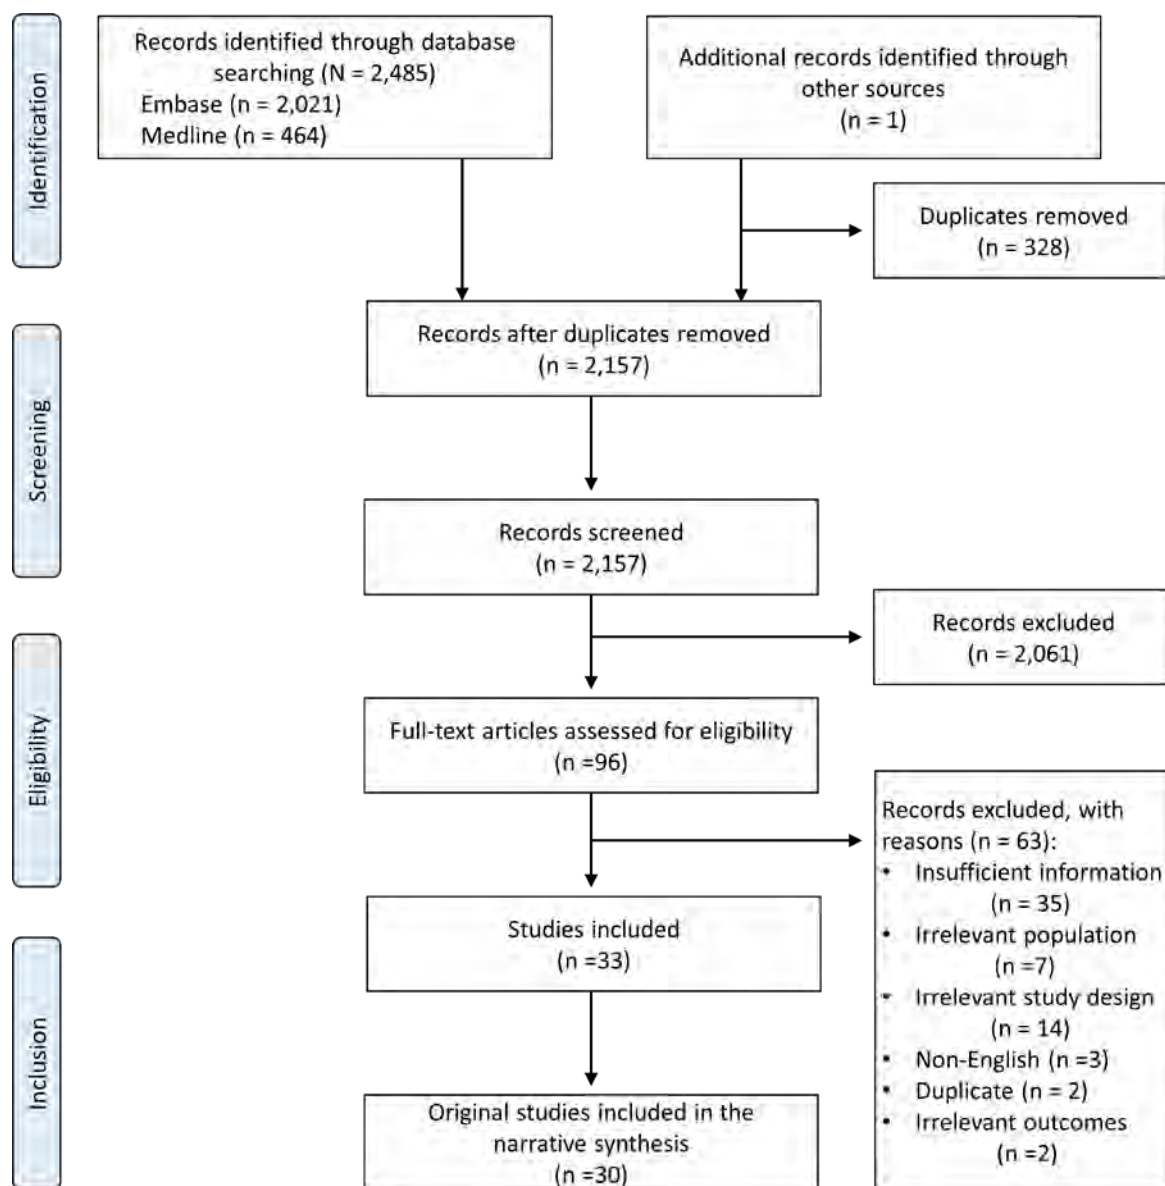 Identification
Records identified through database
searching (N = 2,485)
Embase (n = 2,021)
Medline (n = 464)
Additional records identified through
other sources
(n = 1)
Duplicates removed
(n = 328)
Screening
Records after duplicates removed
(n = 2,157)
Records screened
(n = 2,157)
Records excluded
(n = 2,061)
Eligibility
Full-text articles assessed for eligibility
(n =96)
Records excluded, with
reasons (n = 63):
• Insufficient information
(n = 35)
• Irrelevant population
(n =7)
• Irrelevant study design
(n = 14)
• Non-English (n =3)
• Duplicate (n = 2)
• Irrelevant outcomes
(n =2)
Inclusion
Studies included
(n =33)
Original studies included in the
narrative synthesis
(n =30)